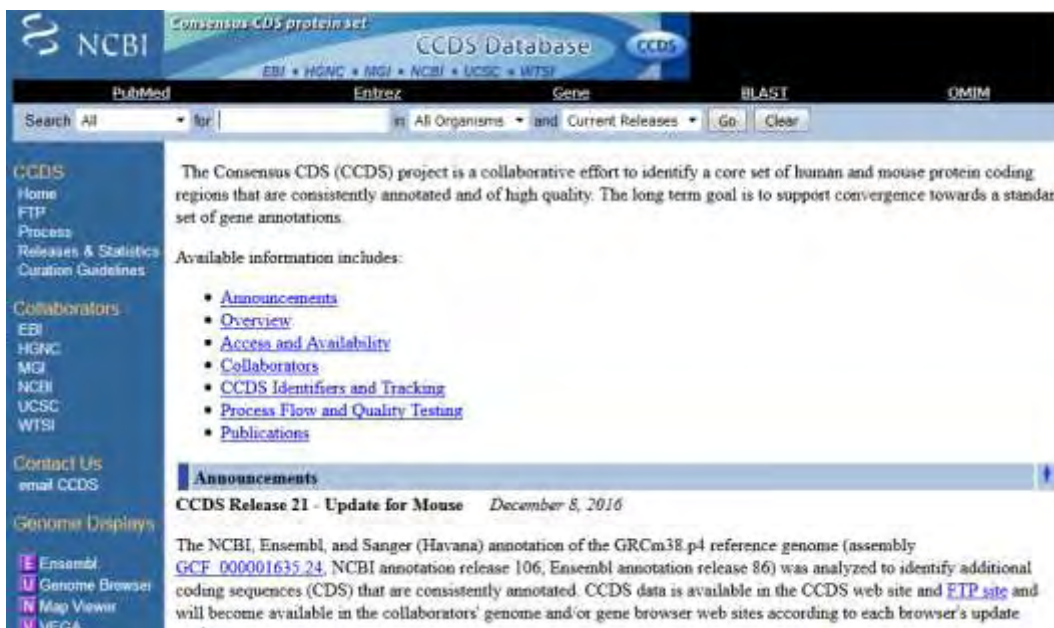 NCBI
Consensus CDS protein set
CCDS Database
CCDS
EBI • HGNC • MGI • NCBI • UCSC • WTSI
PubMed Entrez Gene BLAST OMIM
Search All for in All Organisms and Current Releases Go Clear
CCDS
Home
FTP
Process
Releases & Statistics
Curation Guidelines
Collaborators
EBI
HGNC
MGI
NCBI
UCSC
WTSI
Contact Us
email CCDS
Genome Displays
E Ensembl
U Genome Browser
N Map Viewer
V VEGA
The Consensus CDS (CCDS) project is a collaborative effort to identify a core set of human and mouse protein coding
regions that are consistently annotated and of high quality. The long term goal is to support convergence towards a standar
set of gene annotations.
Available information includes:
• Announcements
• Overview
• Access and Availability
• Collaborators
• CCDS Identifiers and Tracking
• Process Flow and Quality Testing
• Publications
Announcements
CCDS Release 21 - Update for Mouse December 8, 2016
The NCBI, Ensembl, and Sanger (Havana) annotation of the GRCm38.p4 reference genome (assembly
GCF_000001635.24, NCBI annotation release 106, Ensembl annotation release 86) was analyzed to identify additional
coding sequences (CDS) that are consistently annotated. CCDS data is available in the CCDS web site and FTP site and
will become available in the collaborators' genome and/or gene browser web sites according to each browser's update